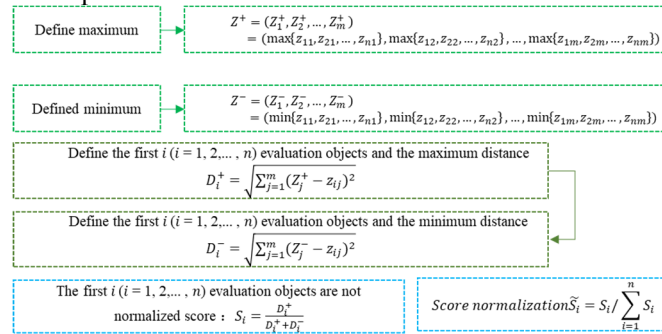 Define maximum
Z⁺ = (Z₁⁺, Z₂⁺, ..., Zₘ⁺)
= (max{z₁₁, z₂₁, ..., zₙ₁}, max{z₁₂, z₂₂, ..., zₙ₂}, ..., max{z₁ₘ, z₂ₘ, ..., zₙₘ})
Defined minimum
Z⁻ = (Z₁⁻, Z₂⁻, ..., Zₘ⁻)
= (min{z₁₁, z₂₁, ..., zₙ₁}, min{z₁₂, z₂₂, ..., zₙ₂}, ..., min{z₁ₘ, z₂ₘ, ..., zₙₘ})
Define the first i (i = 1, 2,... , n) evaluation objects and the maximum distance
Dᵢ⁺ = √(∑ⱼ₌₁ᵐ(Zⱼ⁺ − zᵢⱼ)²)
Define the first i (i = 1, 2,... , n) evaluation objects and the minimum distance
Dᵢ⁻ = √(∑ⱼ₌₁ᵐ(Zⱼ⁻ − zᵢⱼ)²)
The first i (i = 1, 2,... , n) evaluation objects are not
normalized score： Sᵢ = Dᵢ⁺/(Dᵢ⁺+Dᵢ⁻)
Score normalizationS̃ᵢ = Sᵢ/∑ᵢ₌₁ⁿ Sᵢ